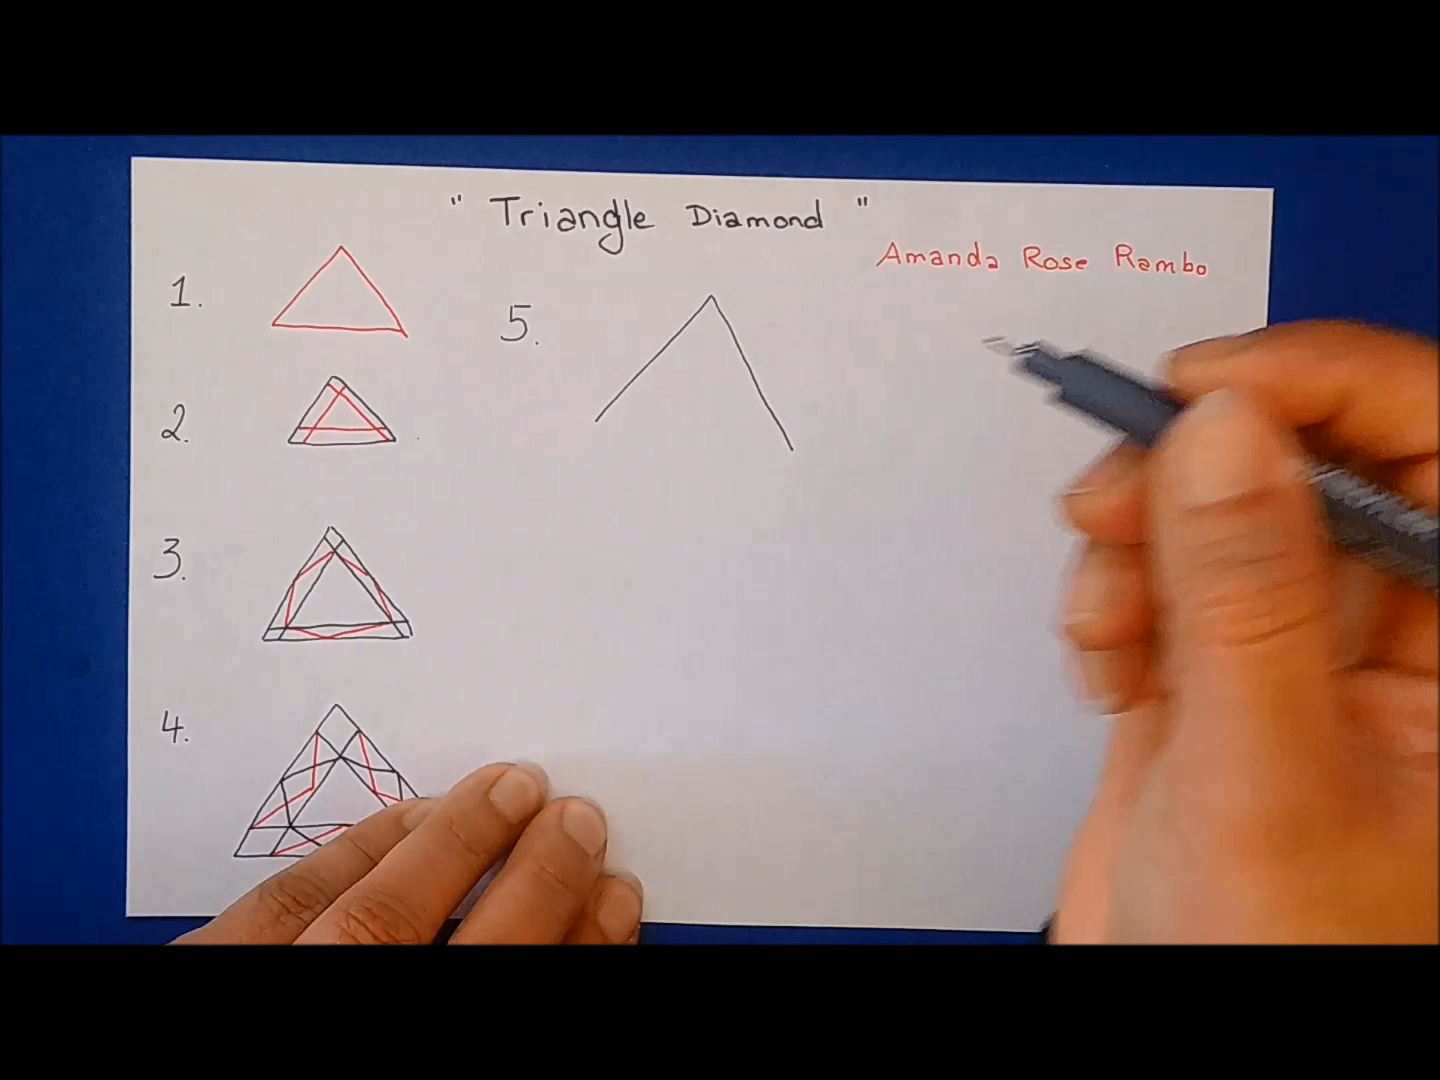 " Triangle Diamond "
Amanda Rose Rambo
1.
2.
3.
4.
5.